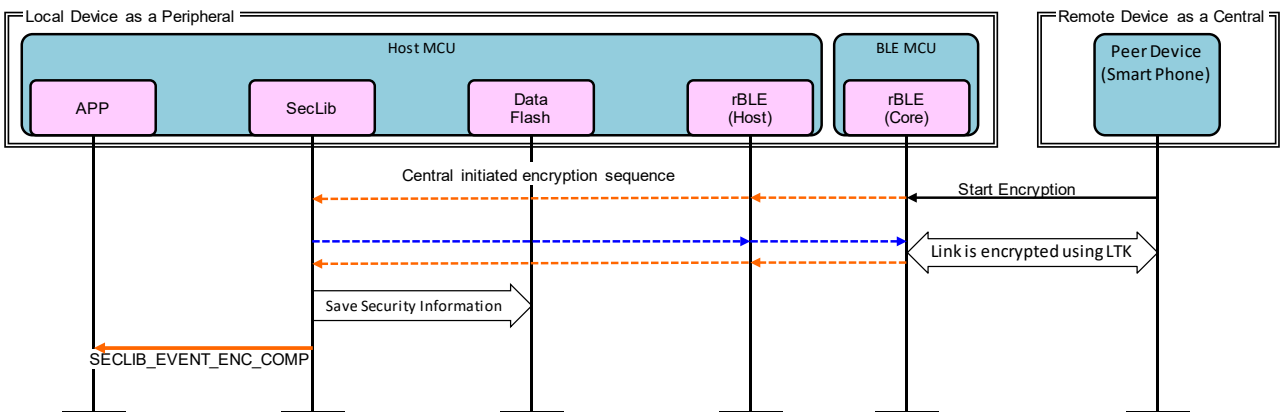 Local Device as a Peripheral
Remote Device as a Central
Host MCU
BLE MCU
Peer Device
(Smart Phone)
APP
SecLib
Data
Flash
rBLE
(Host)
rBLE
(Core)
Central initiated encryption sequence
Start Encryption
Link is encrypted using LTK
Save Security Information
SECLIB_EVENT_ENC_COMP